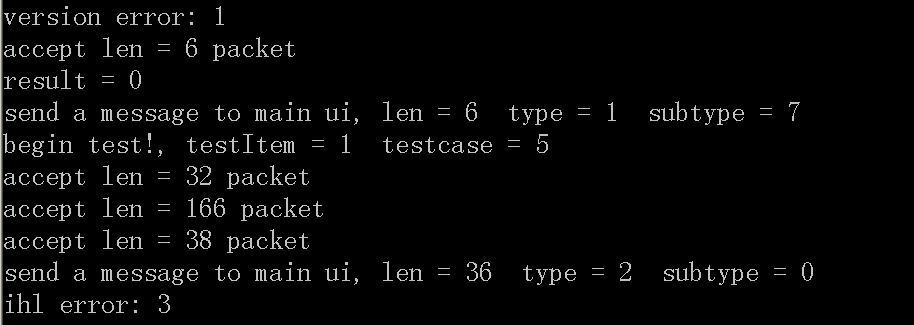 version error: 1
accept len = 6 packet
result = 0
send a message to main ui, len = 6  type = 1  subtype = 7
begin test!, testItem = 1  testcase = 5
accept len = 32 packet
accept len = 166 packet
accept len = 38 packet
send a message to main ui, len = 36  type = 2  subtype = 0
ihl error: 3